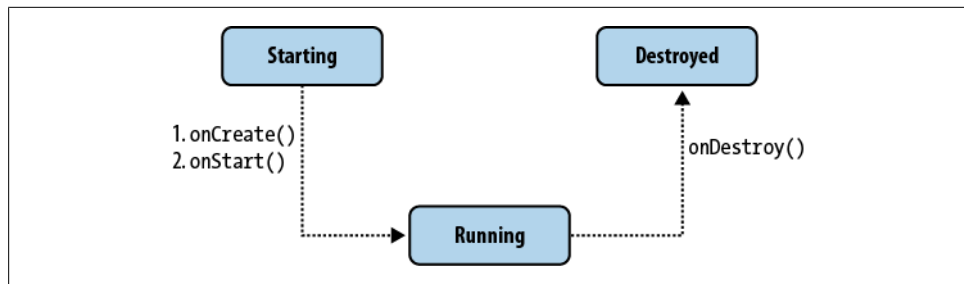 Starting
Destroyed
1. onCreate()
2. onStart()
onDestroy()
Running